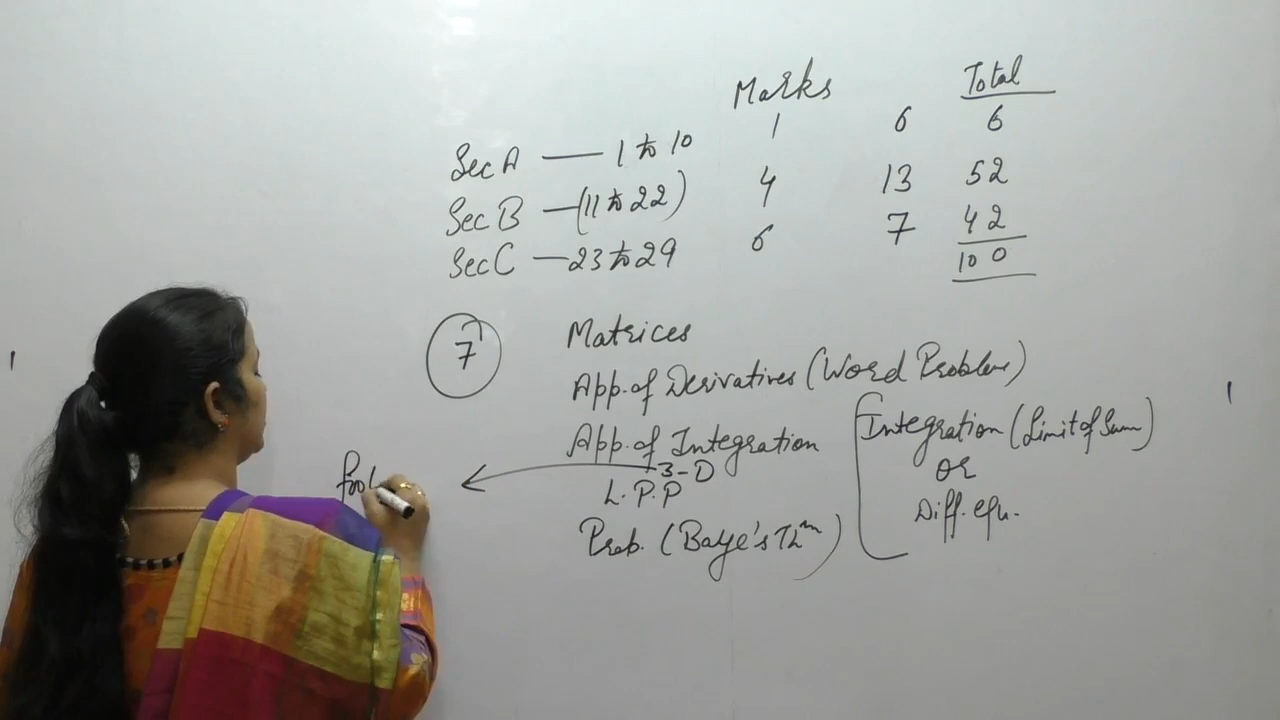 Marks Total
Sec A — 1 to 10 1 6 6
Sec B — (11 to 22) 4 13 52
Sec C — 23 to 29 6 7 42
100
7 Matrices
App. of Derivatives (Word Problem)
App. of Integration
3-D
L.P.P
Prob. (Baye's Thm)
Integration (Limit of Sum)
OR
Diff. equ.
Prob